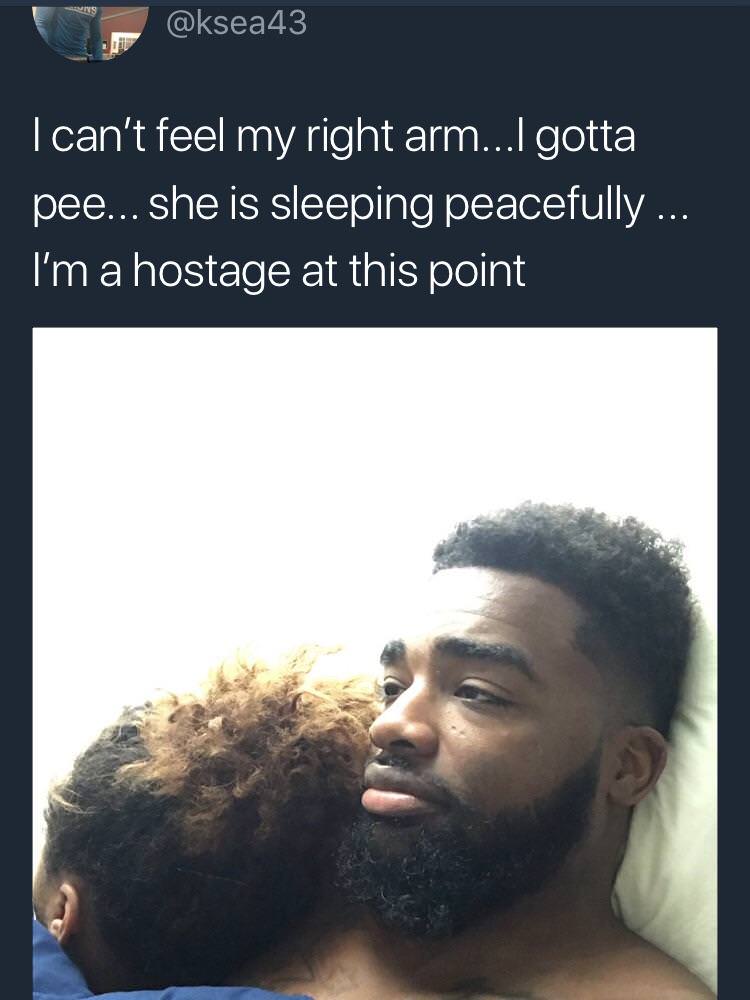 @ksea43
I can't feel my right arm...I gotta
pee... she is sleeping peacefully ...
I'm a hostage at this point